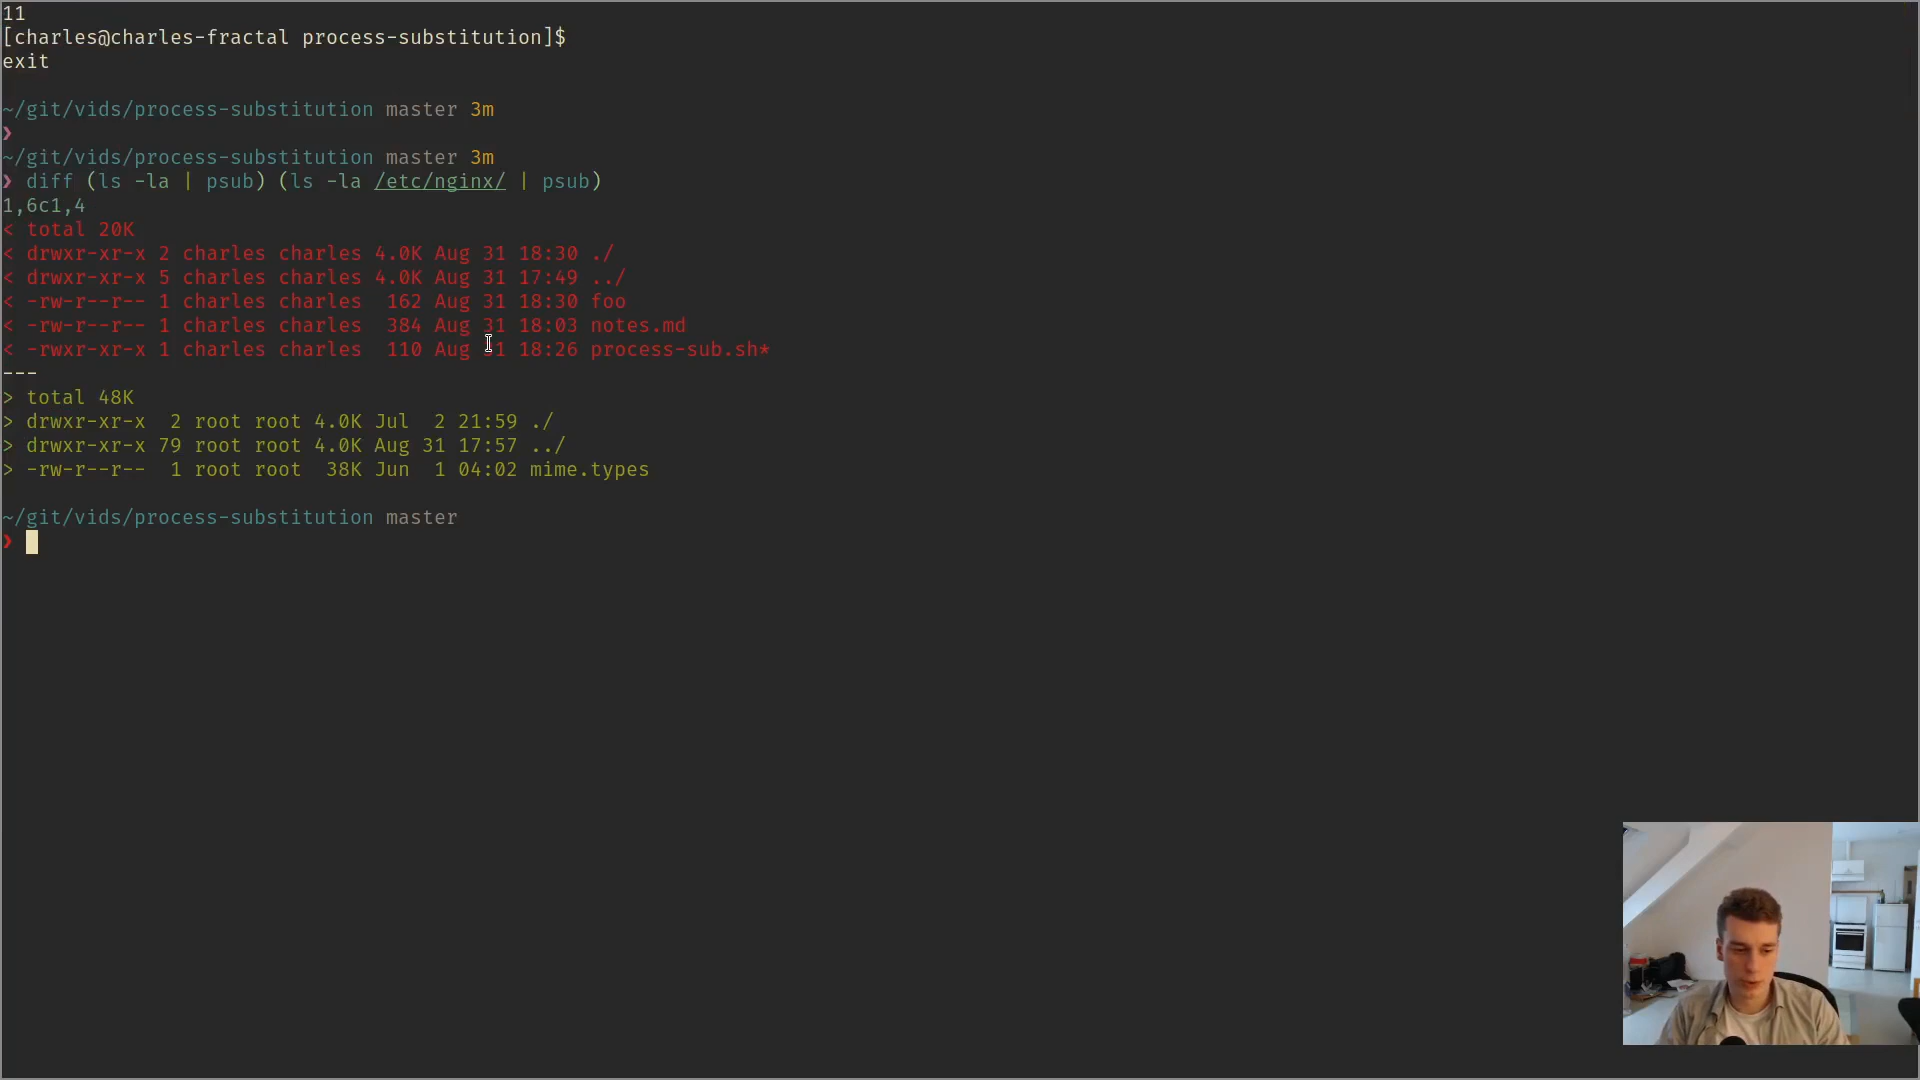 11
[charles@charles-fractal process-substitution]$
exit
~/git/vids/process-substitution master 3m
❯
~/git/vids/process-substitution master 3m
❯ diff (ls -la | psub) (ls -la /etc/nginx/ | psub)
1,6c1,4
< total 20K
< drwxr-xr-x 2 charles charles 4.0K Aug 31 18:30 ./
< drwxr-xr-x 5 charles charles 4.0K Aug 31 17:49 ../
< -rw-r--r-- 1 charles charles  162 Aug 31 18:30 foo
< -rw-r--r-- 1 charles charles  384 Aug 31 18:03 notes.md
< -rwxr-xr-x 1 charles charles  110 Aug 31 18:26 process-sub.sh*
---
> total 48K
> drwxr-xr-x  2 root root 4.0K Jul  2 21:59 ./
> drwxr-xr-x 79 root root 4.0K Aug 31 17:57 ../
> -rw-r--r--  1 root root  38K Jun  1 04:02 mime.types
~/git/vids/process-substitution master
❯